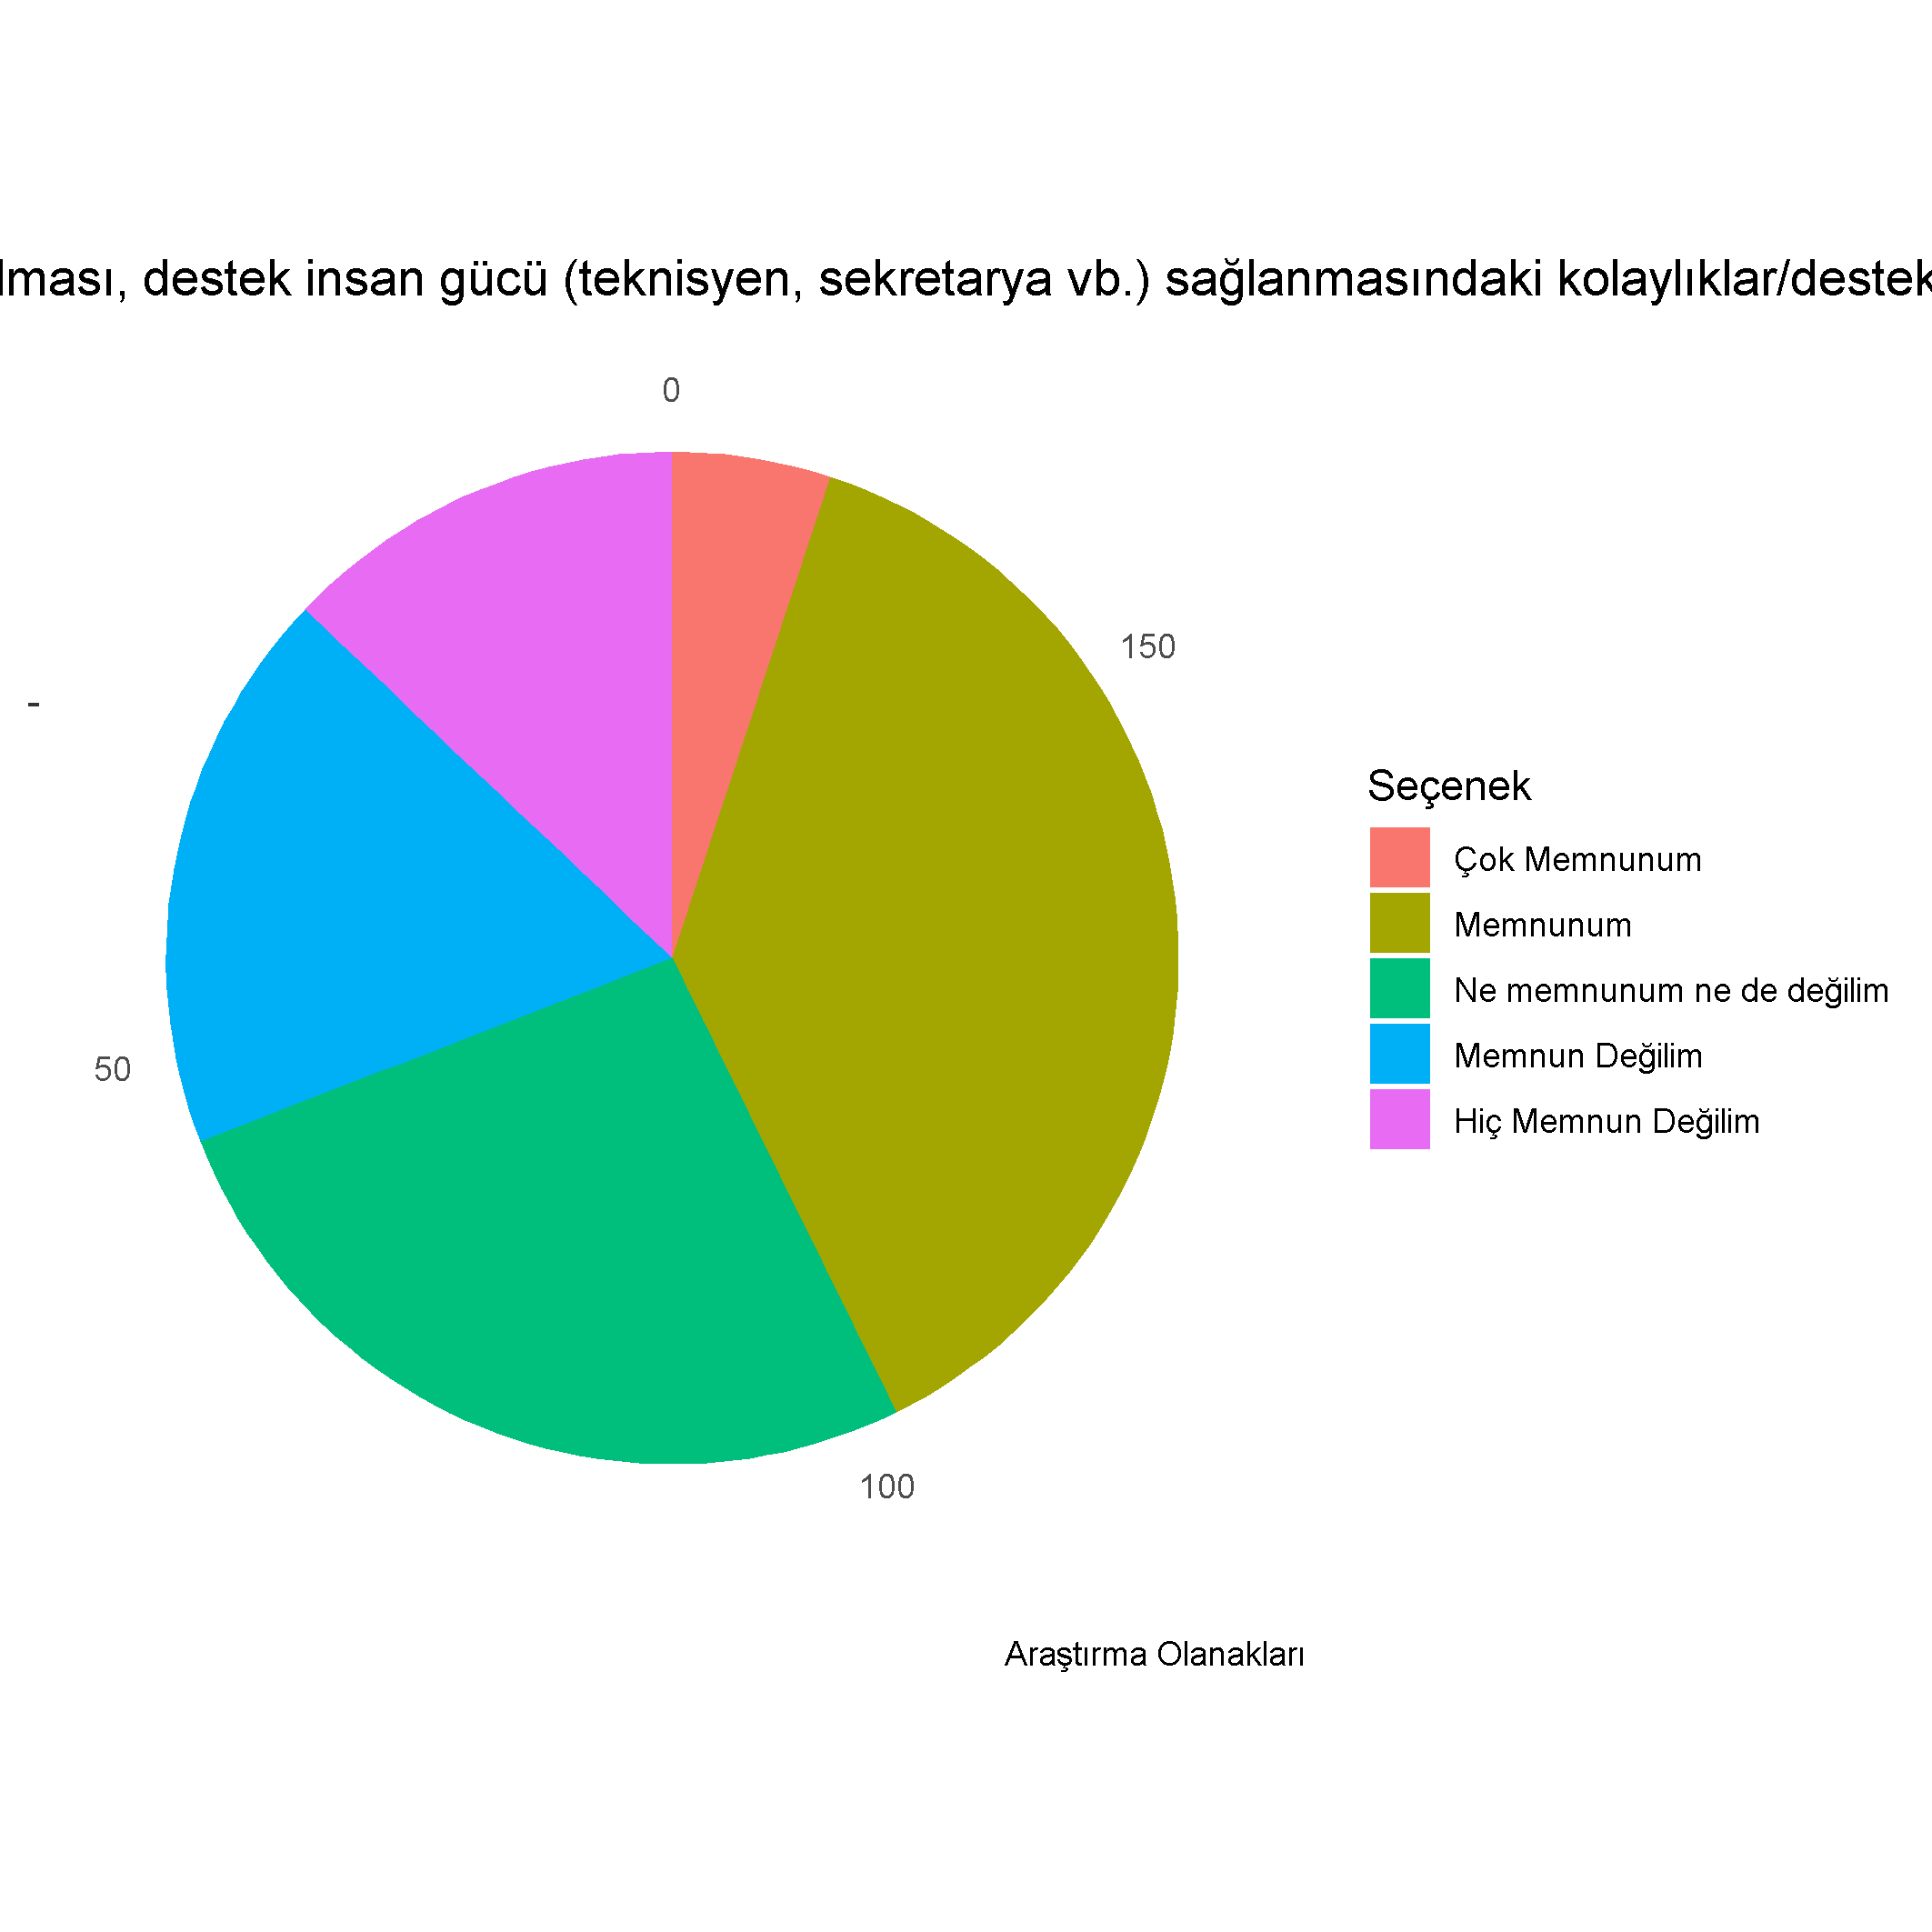 lması, destek insan gücü (teknisyen, sekretarya vb.) sağlanmasındaki kolaylıklar/destek
0
150
-
50
100
Seçenek
Çok Memnunum
Memnunum
Ne memnunum ne de değilim
Memnun Değilim
Hiç Memnun Değilim
Araştırma Olanakları